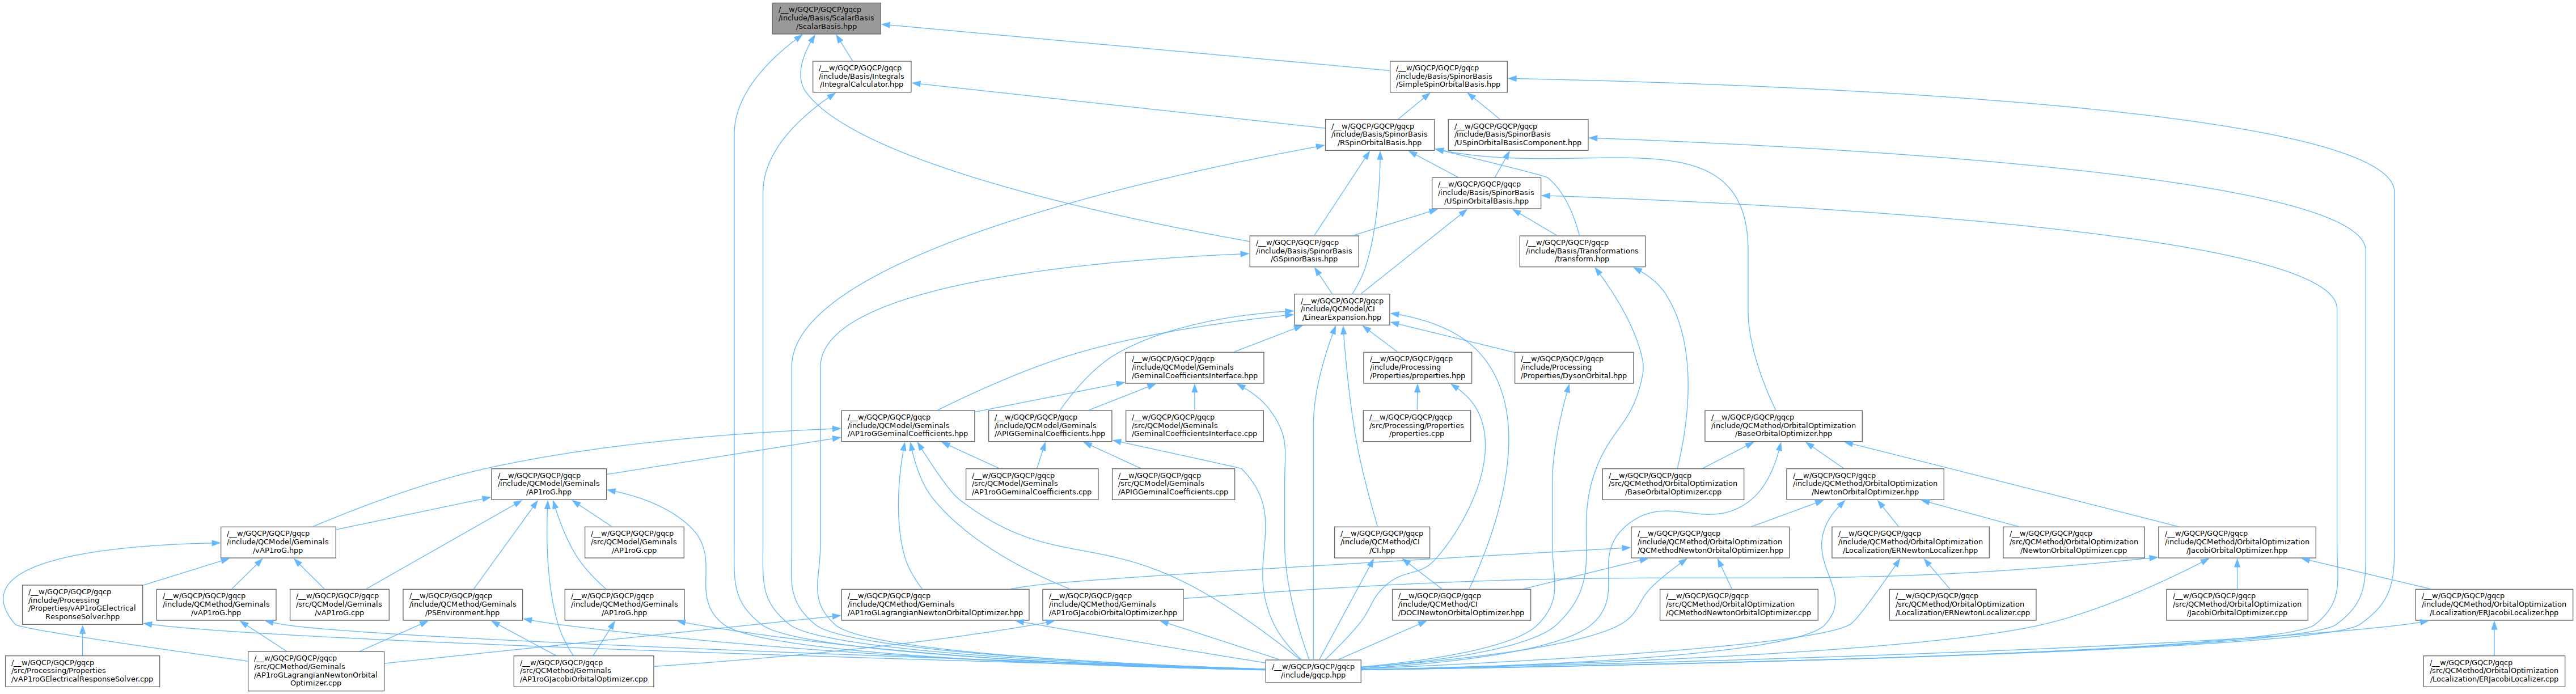 /__w/GQCP/GQCP/gqcp
/include/Basis/ScalarBasis
/ScalarBasis.hpp
/__w/GQCP/GQCP/gqcp
/include/Basis/Integrals
/IntegralCalculator.hpp
/__w/GQCP/GQCP/gqcp
/include/Basis/SpinorBasis
/SimpleSpinOrbitalBasis.hpp
/__w/GQCP/GQCP/gqcp
/include/Basis/SpinorBasis
/RSpinOrbitalBasis.hpp
/__w/GQCP/GQCP/gqcp
/include/Basis/SpinorBasis
/USpinOrbitalBasisComponent.hpp
/__w/GQCP/GQCP/gqcp
/include/Basis/SpinorBasis
/USpinOrbitalBasis.hpp
/__w/GQCP/GQCP/gqcp
/include/Basis/SpinorBasis
/GSpinorBasis.hpp
/__w/GQCP/GQCP/gqcp
/include/Basis/Transformations
/transform.hpp
/__w/GQCP/GQCP/gqcp
/include/QCModel/CI
/LinearExpansion.hpp
/__w/GQCP/GQCP/gqcp
/include/QCModel/Geminals
/GeminalCoefficientsInterface.hpp
/__w/GQCP/GQCP/gqcp
/include/Processing
/Properties/properties.hpp
/__w/GQCP/GQCP/gqcp
/include/Processing
/Properties/DysonOrbital.hpp
/__w/GQCP/GQCP/gqcp
/include/QCModel/Geminals
/AP1roGGeminalCoefficients.hpp
/__w/GQCP/GQCP/gqcp
/include/QCModel/Geminals
/APIGGeminalCoefficients.hpp
/__w/GQCP/GQCP/gqcp
/src/QCModel/Geminals
/GeminalCoefficientsInterface.cpp
/__w/GQCP/GQCP/gqcp
/src/Processing/Properties
/properties.cpp
/__w/GQCP/GQCP/gqcp
/include/QCMethod/OrbitalOptimization
/BaseOrbitalOptimizer.hpp
/__w/GQCP/GQCP/gqcp
/include/QCModel/Geminals
/AP1roG.hpp
/__w/GQCP/GQCP/gqcp
/src/QCModel/Geminals
/AP1roGGeminalCoefficients.cpp
/__w/GQCP/GQCP/gqcp
/src/QCModel/Geminals
/APIGGeminalCoefficients.cpp
/__w/GQCP/GQCP/gqcp
/src/QCMethod/OrbitalOptimization
/BaseOrbitalOptimizer.cpp
/__w/GQCP/GQCP/gqcp
/include/QCMethod/OrbitalOptimization
/NewtonOrbitalOptimizer.hpp
/__w/GQCP/GQCP/gqcp
/include/QCModel/Geminals
/vAP1roG.hpp
/__w/GQCP/GQCP/gqcp
/src/QCModel/Geminals
/AP1roG.cpp
/__w/GQCP/GQCP/gqcp
/include/QCMethod/CI
/CI.hpp
/__w/GQCP/GQCP/gqcp
/include/QCMethod/OrbitalOptimization
/QCMethodNewtonOrbitalOptimizer.hpp
/__w/GQCP/GQCP/gqcp
/include/QCMethod/OrbitalOptimization
/Localization/ERNewtonLocalizer.hpp
/__w/GQCP/GQCP/gqcp
/src/QCMethod/OrbitalOptimization
/NewtonOrbitalOptimizer.cpp
/__w/GQCP/GQCP/gqcp
/include/QCMethod/OrbitalOptimization
/JacobiOrbitalOptimizer.hpp
/__w/GQCP/GQCP/gqcp
/include/Processing
/Properties/vAP1roGElectrical
ResponseSolver.hpp
/__w/GQCP/GQCP/gqcp
/include/QCMethod/Geminals
/vAP1roG.hpp
/__w/GQCP/GQCP/gqcp
/src/QCModel/Geminals
/vAP1roG.cpp
/__w/GQCP/GQCP/gqcp
/include/QCMethod/Geminals
/PSEnvironment.hpp
/__w/GQCP/GQCP/gqcp
/include/QCMethod/Geminals
/AP1roG.hpp
/__w/GQCP/GQCP/gqcp
/include/QCMethod/Geminals
/AP1roGLagrangianNewtonOrbitalOptimizer.hpp
/__w/GQCP/GQCP/gqcp
/include/QCMethod/Geminals
/AP1roGJacobiOrbitalOptimizer.hpp
/__w/GQCP/GQCP/gqcp
/include/QCMethod/CI
/DOCINewtonOrbitalOptimizer.hpp
/__w/GQCP/GQCP/gqcp
/src/QCMethod/OrbitalOptimization
/QCMethodNewtonOrbitalOptimizer.cpp
/__w/GQCP/GQCP/gqcp
/src/QCMethod/OrbitalOptimization
/Localization/ERNewtonLocalizer.cpp
/__w/GQCP/GQCP/gqcp
/src/QCMethod/OrbitalOptimization
/JacobiOrbitalOptimizer.cpp
/__w/GQCP/GQCP/gqcp
/include/QCMethod/OrbitalOptimization
/Localization/ERJacobiLocalizer.hpp
/__w/GQCP/GQCP/gqcp
/src/Processing/Properties
/vAP1roGElectricalResponseSolver.cpp
/__w/GQCP/GQCP/gqcp
/src/QCMethod/Geminals
/AP1roGLagrangianNewtonOrbital
Optimizer.cpp
/__w/GQCP/GQCP/gqcp
/src/QCMethod/Geminals
/AP1roGJacobiOrbitalOptimizer.cpp
/__w/GQCP/GQCP/gqcp
/include/gqcp.hpp
/__w/GQCP/GQCP/gqcp
/src/QCMethod/OrbitalOptimization
/Localization/ERJacobiLocalizer.cpp